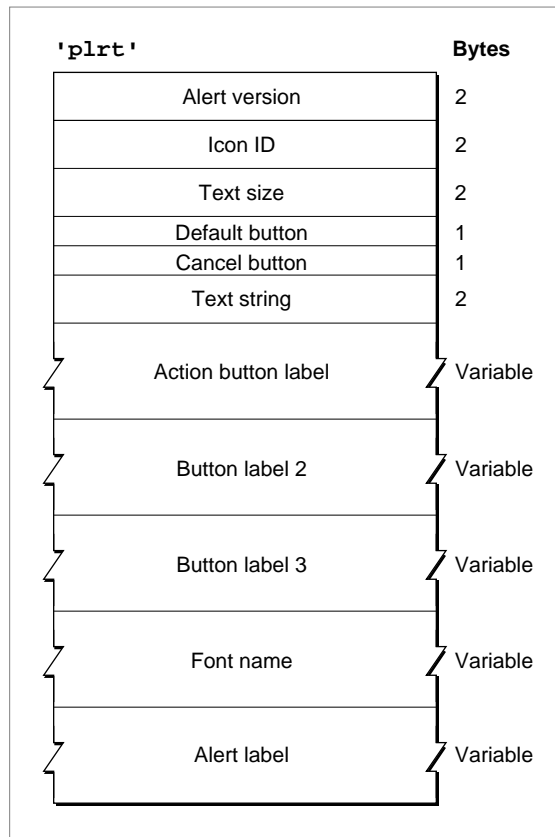 'plrt' Bytes
Alert version 2
Icon ID 2
Text size 2
Default button 1
Cancel button 1
Text string 2
Action button label Variable
Button label 2 Variable
Button label 3 Variable
Font name Variable
Alert label Variable